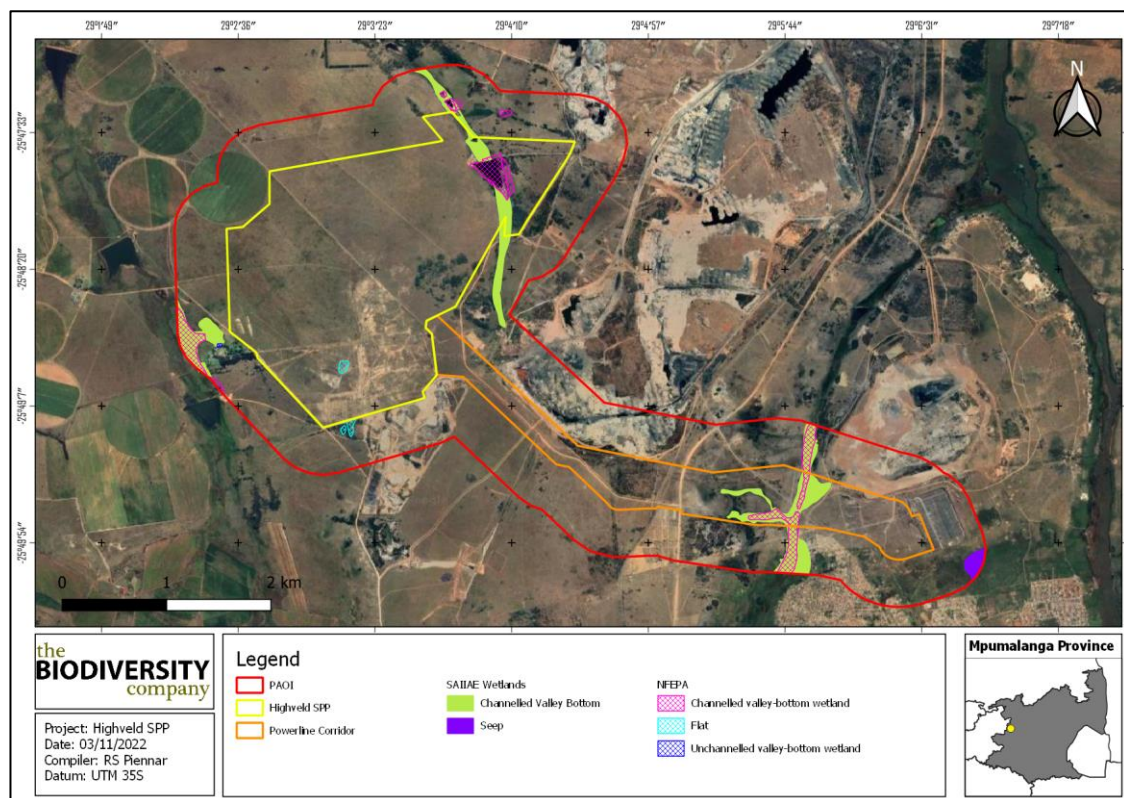 29°1'48" 29°2'36" 29°3'23" 29°4'10" 29°4'57" 29°5'44" 29°6'31" 29°7'18"
N
-25°47'33"
-25°48'20"
-25°49'7"
-25°49'54"
0 1 2 km
the
BIODIVERSITY
company
Project: Highveld SPP
Date: 03/11/2022
Compiler: RS Piennar
Datum: UTM 35S
Legend
PAOI
Highveld SPP
Powerline Corridor
SAIIAE Wetlands
Channelled Valley Bottom
Seep
NFEPA
Channelled valley-bottom wetland
Flat
Unchannelled valley-bottom wetland
Mpumalanga Province